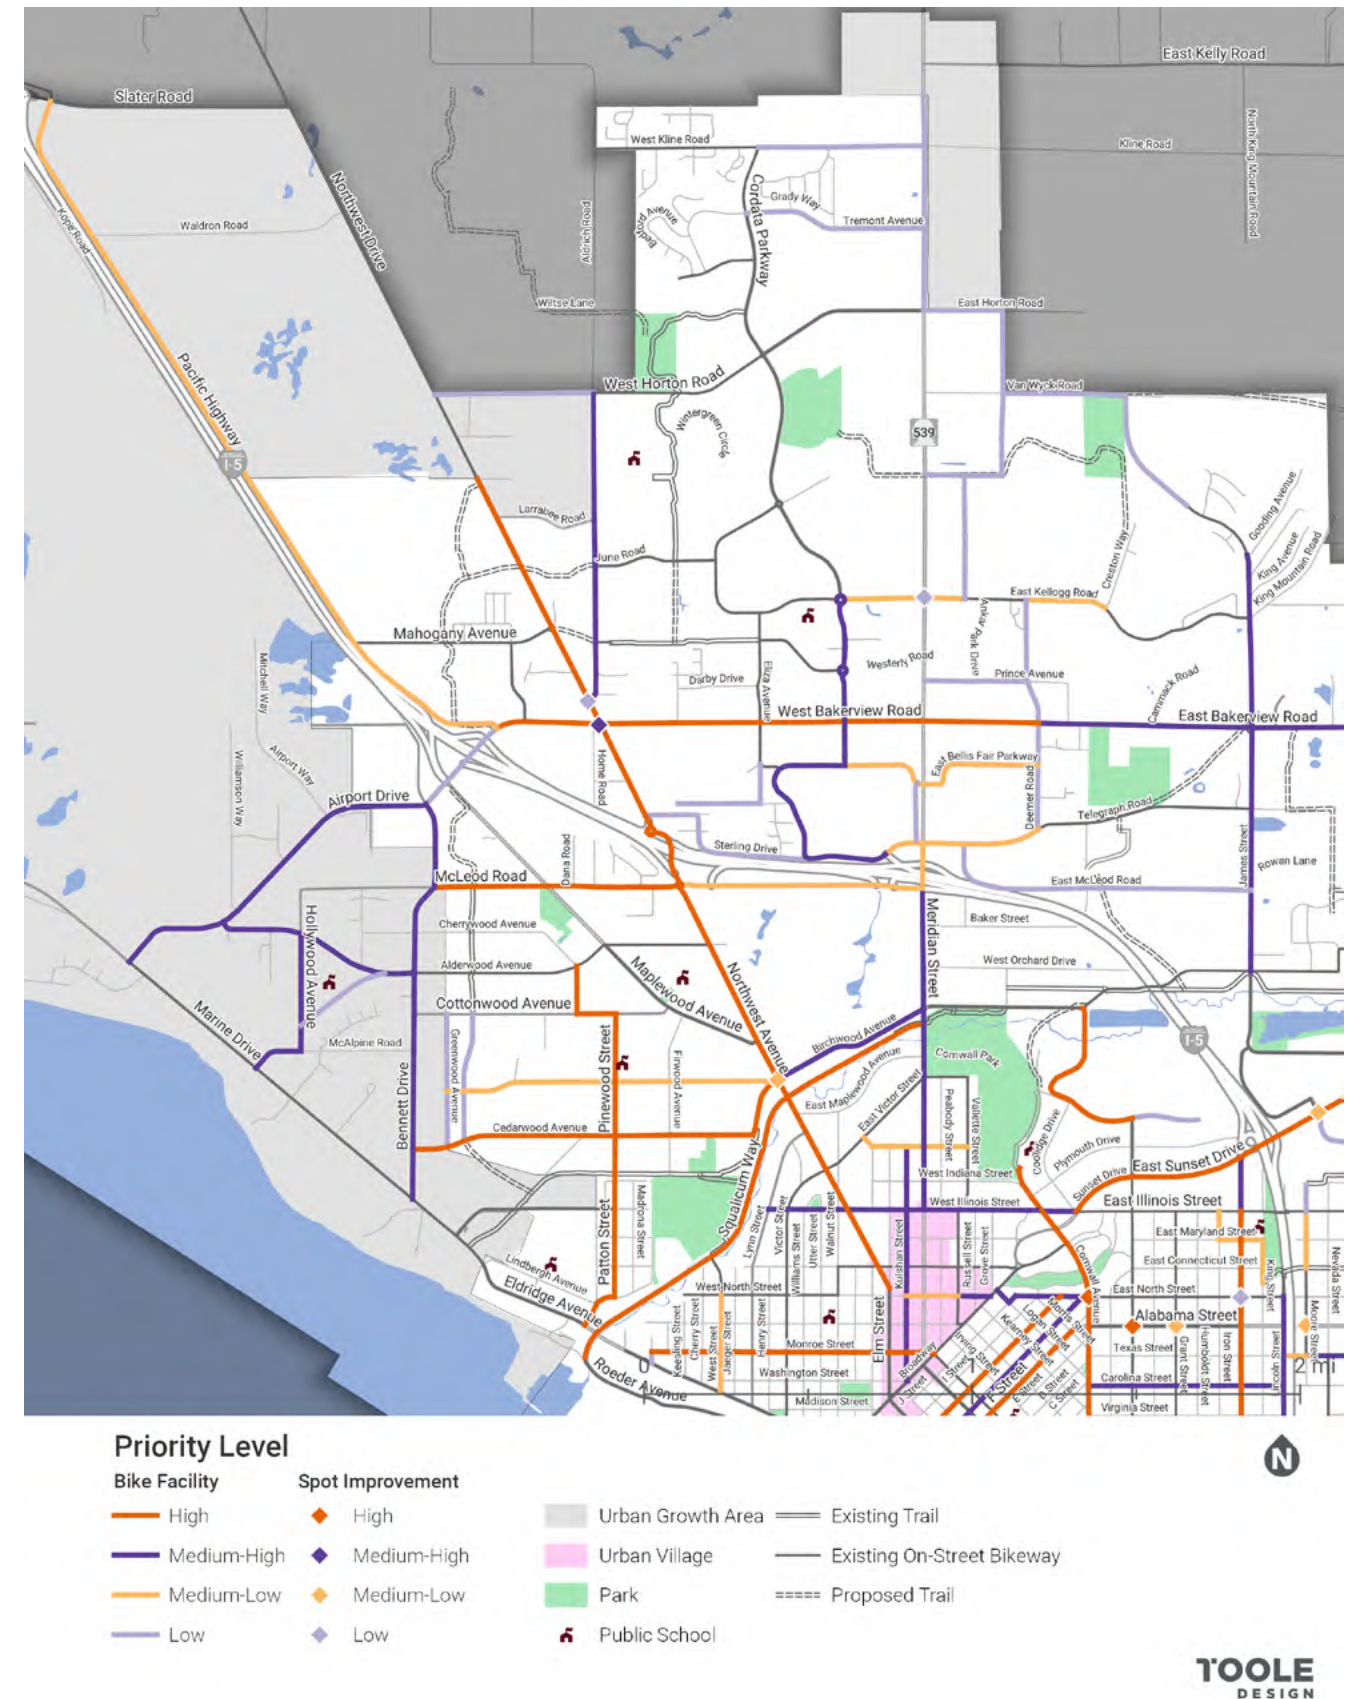 East Kelly Road
Slater Road
West Kline Road
Kline Road
North King Mountain Road
Northwest Drive
Cordata Parkway
Grady Way
Kope Road
Waldron Road
Aldrich Road
Bedford Avenue
Tremont Avenue
Wiltse Lane
East Horton Road
Pacific Highway
West Horton Road
Van Wyck Road
Wintergreen Circle
539
I-5
Larrabee Road
Gooding Avenue
June Road
Creston Way
King Avenue
King Mountain Road
East Kellogg Road
Mahogany Avenue
Ankar Park Drive
Mitchell Way
Darby Drive
Eliza Avenue
Westerly Road
Prince Avenue
Cammack Road
West Bakerview Road
East Bakerview Road
Airport Way
Williamson Way
Home Road
East Bellis Fair Parkway
Airport Drive
Deemer Road
Telegraph Road
Dana Road
Sterling Drive
James Street
Rowan Lane
McLeod Road
East McLeod Road
Hollywood Avenue
Cherrywood Avenue
Meridian Street
Baker Street
Alderwood Avenue
Maplewood Avenue
Northwest Avenue
West Orchard Drive
Cottonwood Avenue
Marine Drive
McAlpine Road
Birchwood Avenue
I-5
Cornwall Park
Greenwood Avenue
Pinewood Street
Firwood Avenue
East Maplewood Avenue
East Victor Street
Peabody Street
Vallette Street
Bennett Drive
Cedarwood Avenue
Coolidge Drive
Plymouth Drive
West Indiana Street
Sunset Drive
East Sunset Drive
Squalicum Way
West Illinois Street
East Illinois Street
Patton Street
Madrona Street
Lynn Street
Victor Street
Williams Street
Utter Street
Walnut Street
Kulshan Street
Russell Street
Grove Street
East Maryland Street
East Connecticut Street
Nevada Street
Lindbergh Avenue
Eldridge Avenue
West North Street
Cornwall Avenue
East North Street
King Street
Alabama Street
Moore Street
Keesling Street
Cherry Street
West Street
Jaeger Street
Henry Street
Monroe Street
Elm Street
Morris Street
Logan Street
Kearney Street
Irving Street
Broadway
Texas Street
Grant Street
Humboldt Street
Iron Street
Lincoln Street
0
1
2 mi
Roeder Avenue
Washington Street
Carolina Street
Madison Street
J Street
I Street
F Street
E Street
D Street
C Street
Virginia Street
Priority Level
Bike Facility
Spot Improvement
High
High
Urban Growth Area
Existing Trail
Medium-High
Medium-High
Urban Village
Existing On-Street Bikeway
Medium-Low
Medium-Low
Park
Proposed Trail
Low
Low
Public School
N
TOOLE
DESIGN